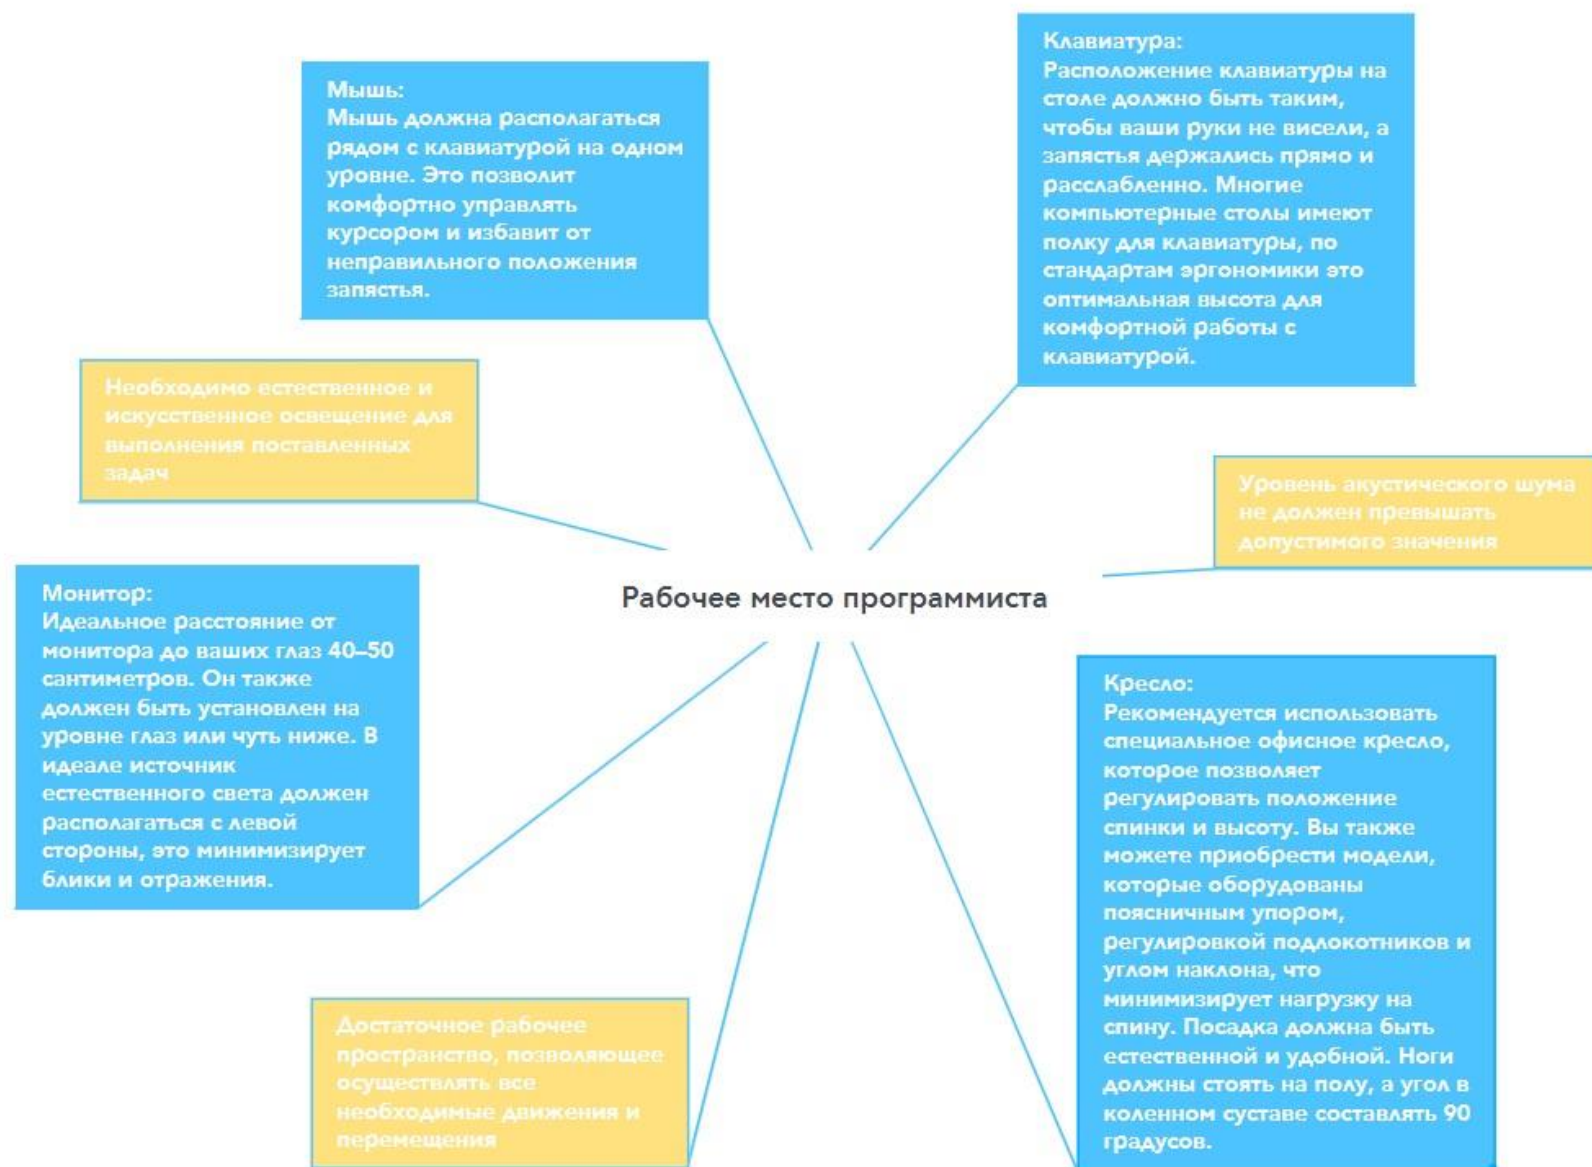 Мышь:
Мышь должна располагаться
рядом с клавиатурой на одном
уровне. Это позволит
комфортно управлять
курсором и избавит от
неправильного положения
запястья.
Клавиатура:
Расположение клавиатуры на
столе должно быть таким,
чтобы ваши руки не висели, а
запястья держались прямо и
расслабленно. Многие
компьютерные столы имеют
полку для клавиатуры, по
стандартам эргономики это
оптимальная высота для
комфортной работы с
клавиатурой.
Необходимо естественное и
искусственное освещение для
выполнения поставленных
задач
Уровень акустического шума
не должен превышать
допустимого значения
Рабочее место программиста
Монитор:
Идеальное расстояние от
монитора до ваших глаз 40–50
сантиметров. Он также
должен быть установлен на
уровне глаз или чуть ниже. В
идеале источник
естественного света должен
располагаться с левой
стороны, это минимизирует
блики и отражения.
Кресло:
Рекомендуется использовать
специальное офисное кресло,
которое позволяет
регулировать положение
спинки и высоту. Вы также
можете приобрести модели,
которые оборудованы
поясничным упором,
регулировкой подлокотников и
углом наклона, что
минимизирует нагрузку на
спину. Посадка должна быть
естественной и удобной. Ноги
должны стоять на полу, а угол в
коленном суставе составлять 90
градусов.
Достаточное рабочее
пространство, позволяющее
осуществлять все
необходимые движения и
перемещения